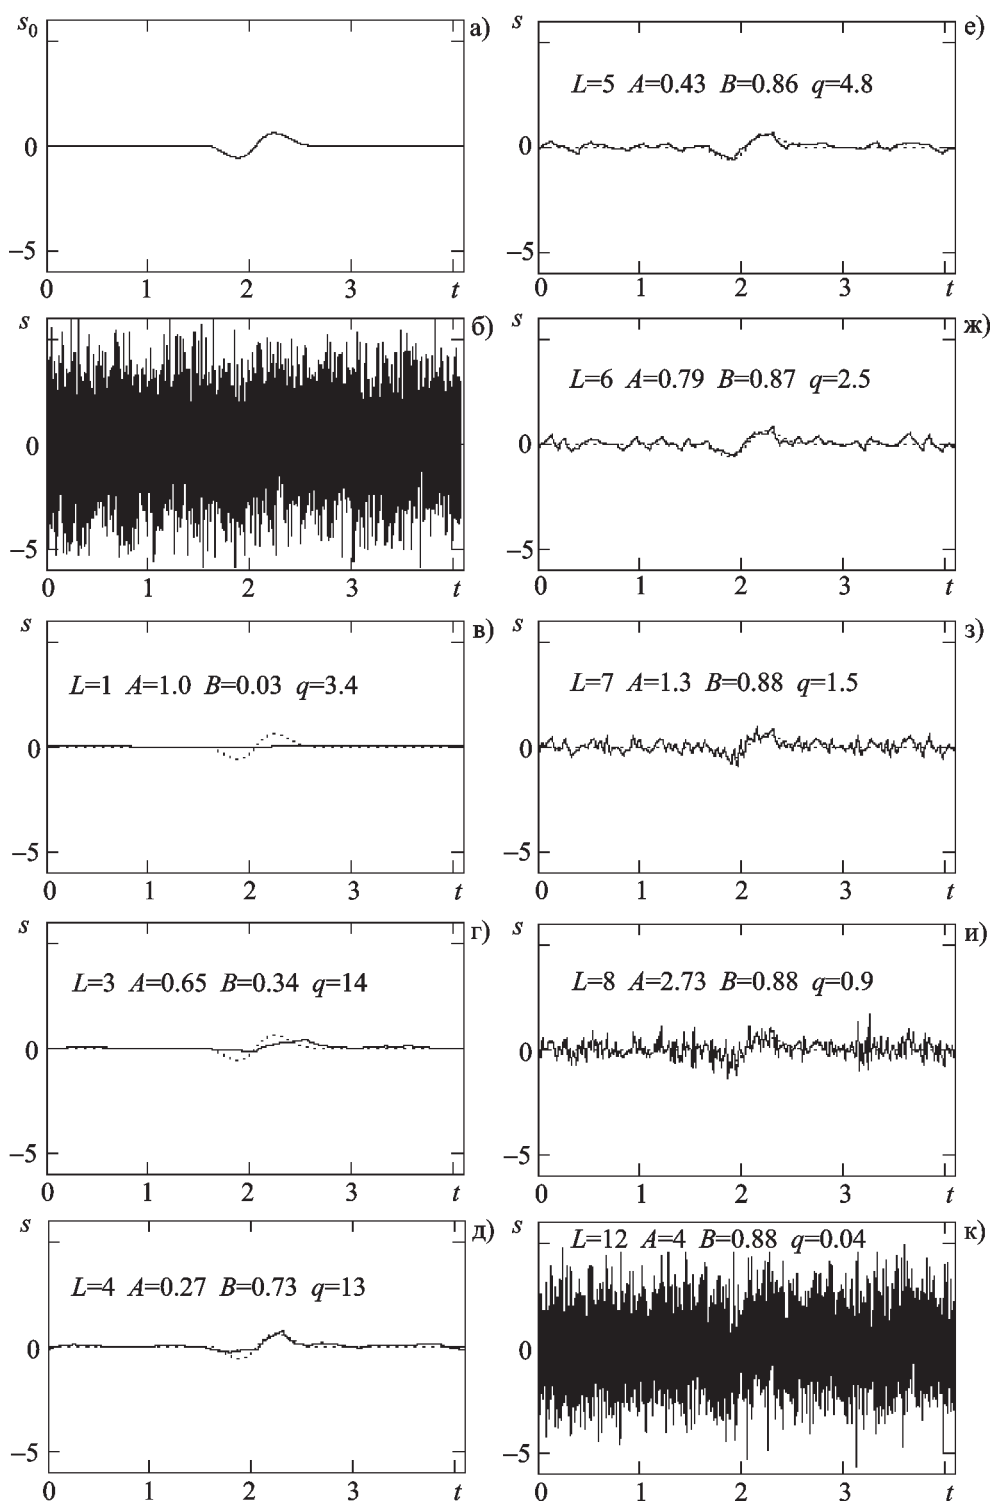 s₀
а)
0
−5
0 1 2 3 t
s
б)
0
−5
0 1 2 3 t
s
в)
L=1 A=1.0 B=0.03 q=3.4
0
−5
0 1 2 3 t
s
г)
L=3 A=0.65 B=0.34 q=14
0
−5
0 1 2 3 t
s
д)
L=4 A=0.27 B=0.73 q=13
0
−5
0 1 2 3 t
s
е)
L=5 A=0.43 B=0.86 q=4.8
0
−5
0 1 2 3 t
s
ж)
L=6 A=0.79 B=0.87 q=2.5
0
−5
0 1 2 3 t
s
з)
L=7 A=1.3 B=0.88 q=1.5
0
−5
0 1 2 3 t
s
и)
L=8 A=2.73 B=0.88 q=0.9
0
−5
0 1 2 3 t
s
к)
L=12 A=4 B=0.88 q=0.04
0
−5
0 1 2 3 t